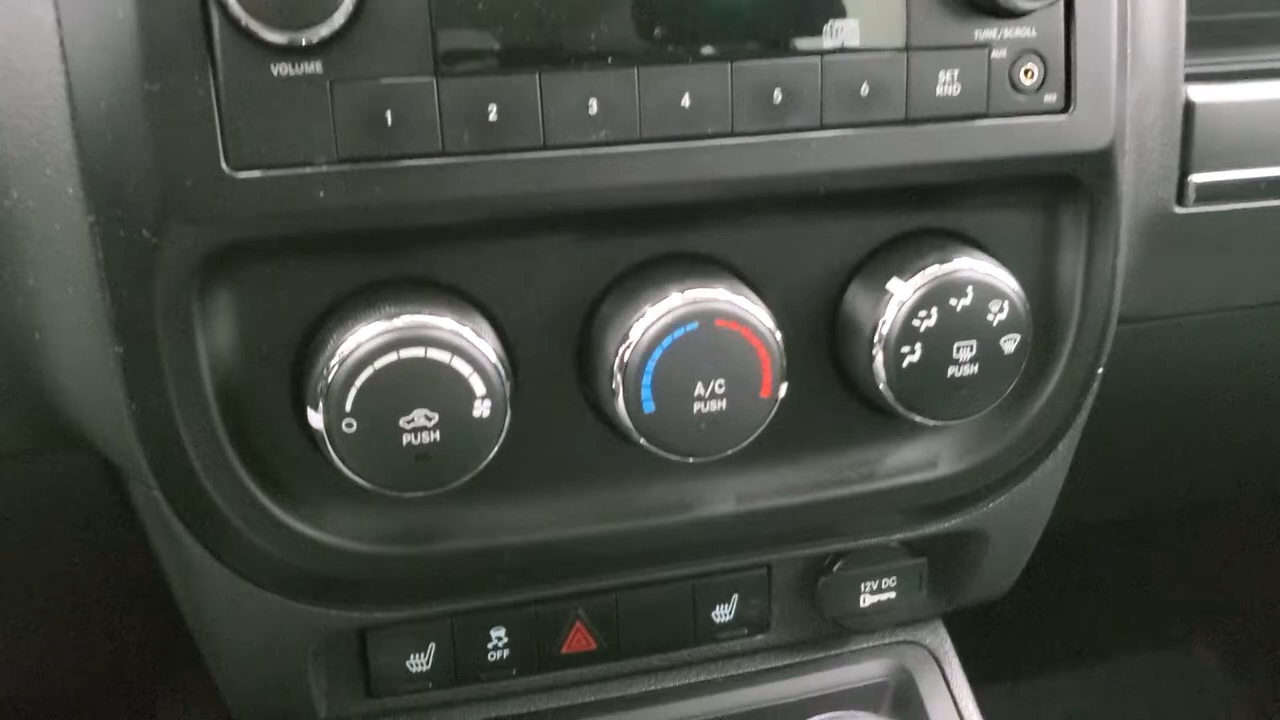 VOLUME
TUNE/SCROLL
AUX
1
2
3
4
5
6
SET
RND
PUSH
A/C
PUSH
PUSH
OFF
12V DC